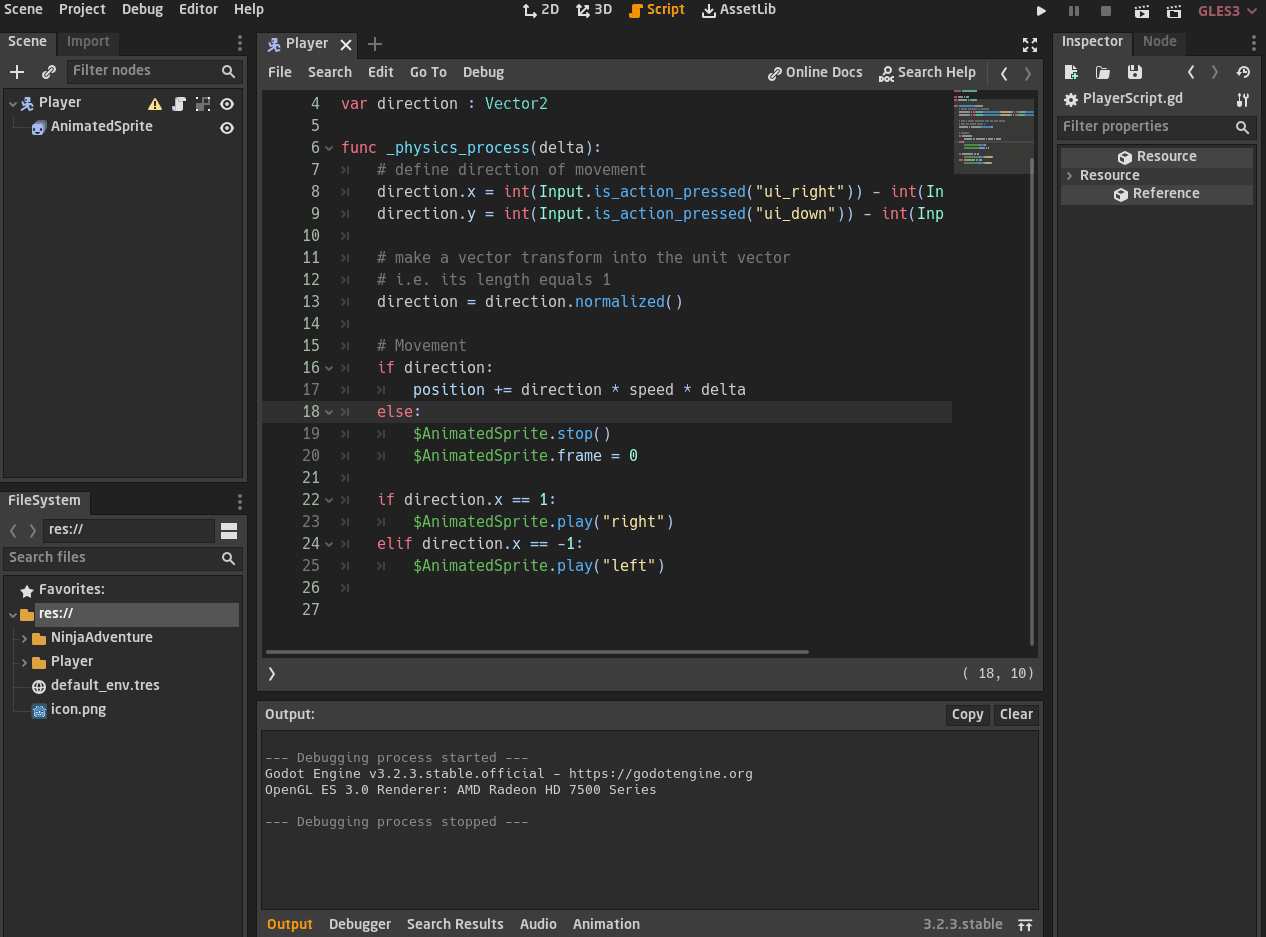 Scene Project Debug Editor Help 2D 3D Script AssetLib GLES3
Scene Import
Filter nodes
Player
AnimatedSprite
FileSystem
res://
Search files
Favorites:
res://
NinjaAdventure
Player
default_env.tres
icon.png
Player
File Search Edit Go To Debug Online Docs Search Help
4 var direction : Vector2
5
6 func _physics_process(delta):
7 # define direction of movement
8 direction.x = int(Input.is_action_pressed("ui_right")) - int(In
9 direction.y = int(Input.is_action_pressed("ui_down")) - int(Inp
10
11 # make a vector transform into the unit vector
12 # i.e. its length equals 1
13 direction = direction.normalized()
14
15 # Movement
16 if direction:
17 position += direction * speed * delta
18 else:
19 $AnimatedSprite.stop()
20 $AnimatedSprite.frame = 0
21
22 if direction.x == 1:
23 $AnimatedSprite.play("right")
24 elif direction.x == -1:
25 $AnimatedSprite.play("left")
26
27
( 18, 10)
Output: Copy Clear
--- Debugging process started ---
Godot Engine v3.2.3.stable.official - https://godotengine.org
OpenGL ES 3.0 Renderer: AMD Radeon HD 7500 Series
--- Debugging process stopped ---
Output Debugger Search Results Audio Animation 3.2.3.stable
Inspector Node
PlayerScript.gd
Filter properties
Resource
Resource
Reference